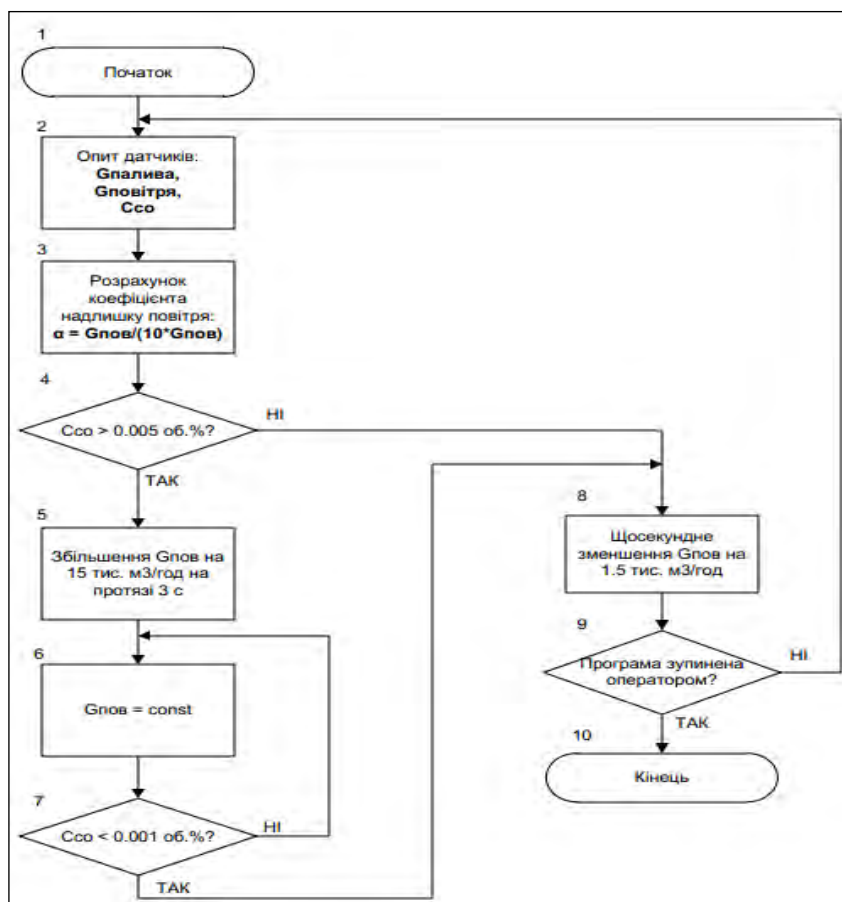 1
Початок
2
Опит датчиків:
Gпалива,
Gповітря,
Ссо
3
Розрахунок
коефіцієнта
надлишку повітря:
α = Gпов/(10*Gпов)
4
Ссо > 0.005 об.%?
НІ
ТАК
5
Збільшення Gпов на
15 тис. м3/год на
протязі 3 с
6
Gпов = const
7
Ссо < 0.001 об.%?
НІ
ТАК
8
Щосекундне
зменшення Gпов на
1.5 тис. м3/год
9
Програма зупинена
оператором?
НІ
ТАК
10
Кінець